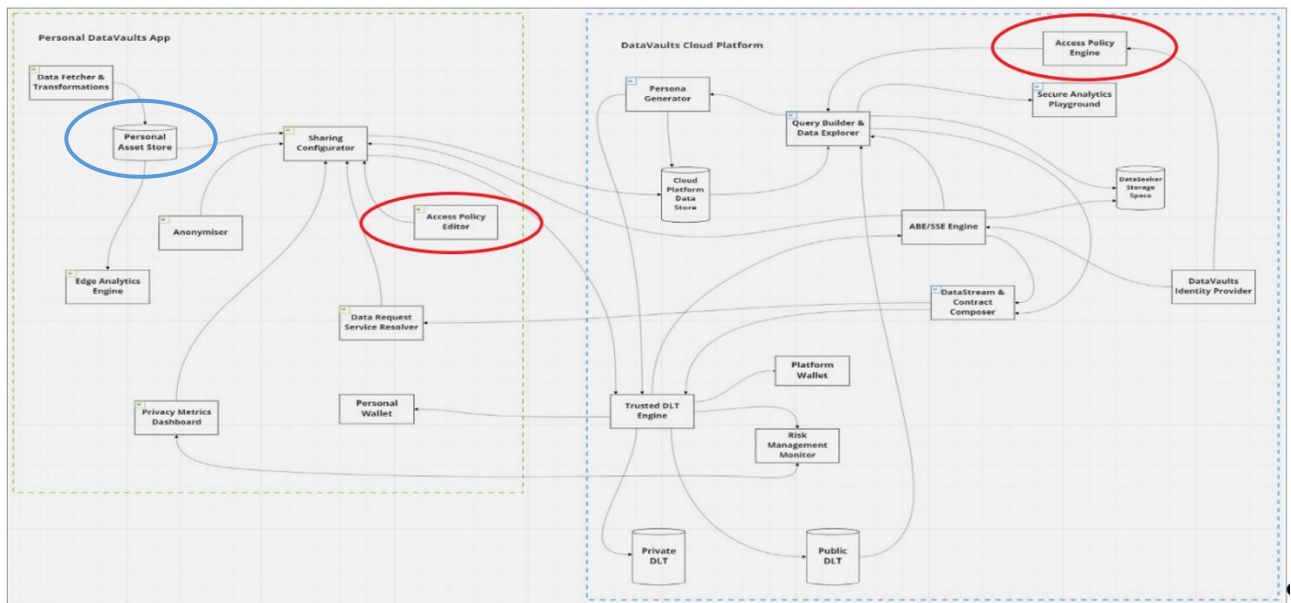 Personal DataVaults App
Data Fetcher &
Transformations
Personal
Asset Store
Sharing
Configurator
Anonymiser
Access Policy
Editor
Edge Analytics
Engine
Data Request
Service Resolver
Privacy Metrics
Dashboard
Personal
Wallet
DataVaults Cloud Platform
Access Policy
Engine
Persona
Generator
Secure Analytics
Playground
Query Builder &
Data Explorer
Cloud
Platform
Data
Store
DataSeeker
Storage
Space
ABE/SSE Engine
DataVaults
Identity Provider
DataStream &
Contract
Composer
Platform
Wallet
Trusted DLT
Engine
Risk
Management
Monitor
Private
DLT
Public
DLT